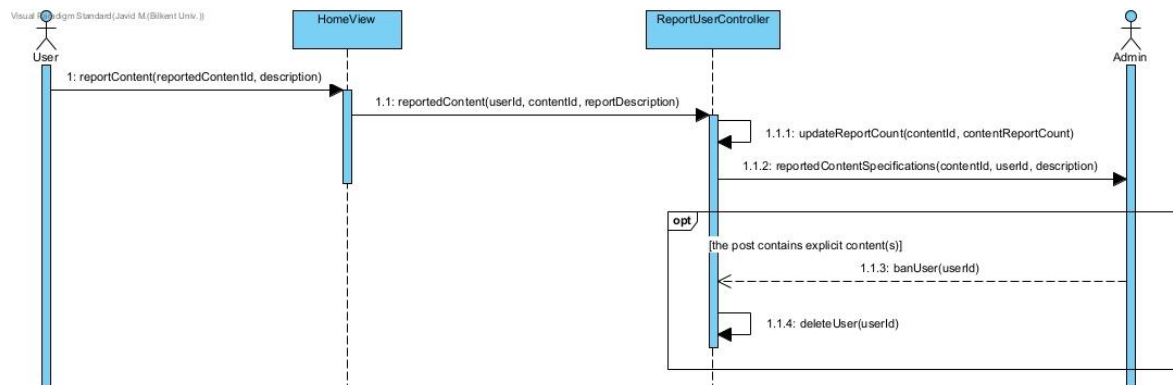 Visual Paradigm Standard(Javid M.(Bilkent Univ.))
User
HomeView
ReportUserController
Admin
1: reportContent(reportedContentId, description)
1.1: reportedContent(userId, contentId, reportDescription)
1.1.1: updateReportCount(contentId, contentReportCount)
1.1.2: reportedContentSpecifications(contentId, userId, description)
opt
[the post contains explicit content(s)]
1.1.3: banUser(userId)
1.1.4: deleteUser(userId)